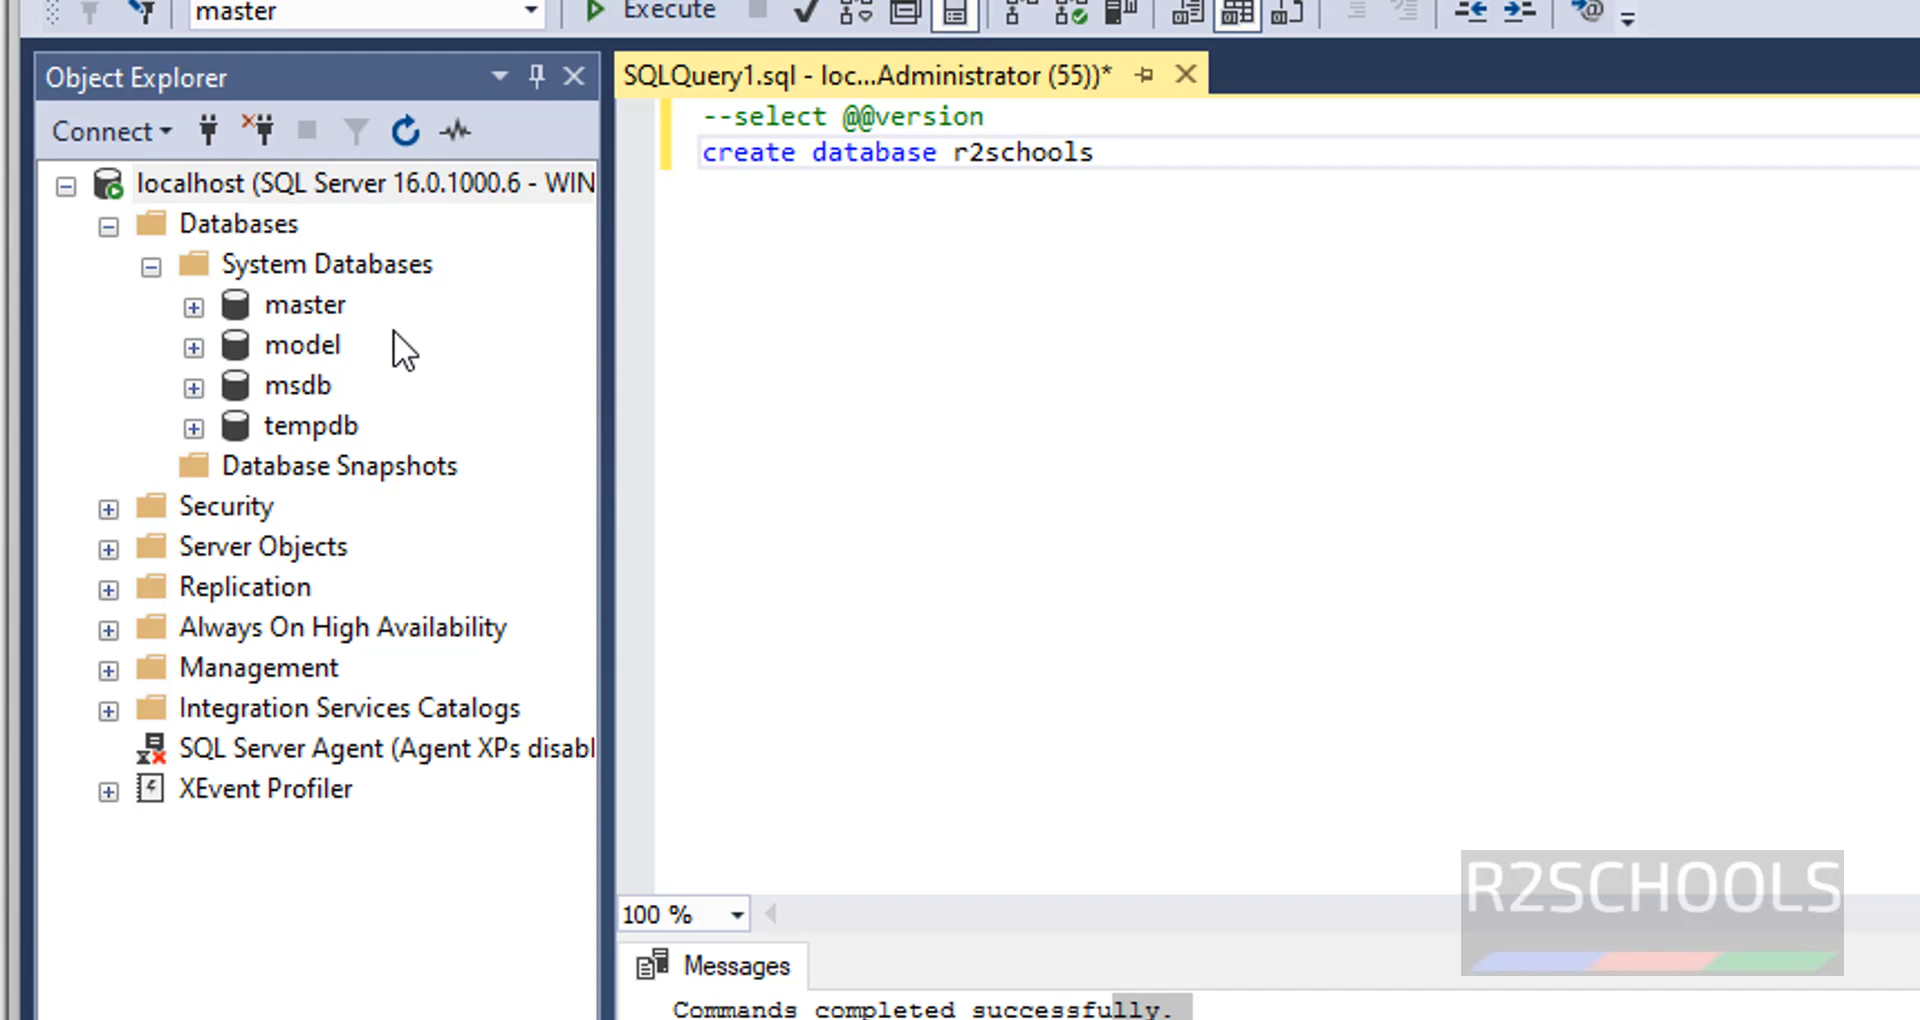 master
Execute
Object Explorer
SQLQuery1.sql - loc...Administrator (55))*
Connect
--select @@version
create database r2schools
localhost (SQL Server 16.0.1000.6 - WIN
Databases
System Databases
master
model
msdb
tempdb
Database Snapshots
Security
Server Objects
Replication
Always On High Availability
Management
Integration Services Catalogs
SQL Server Agent (Agent XPs disabl
XEvent Profiler
R2SCHOOLS
100 %
Messages
Commands completed successfully.